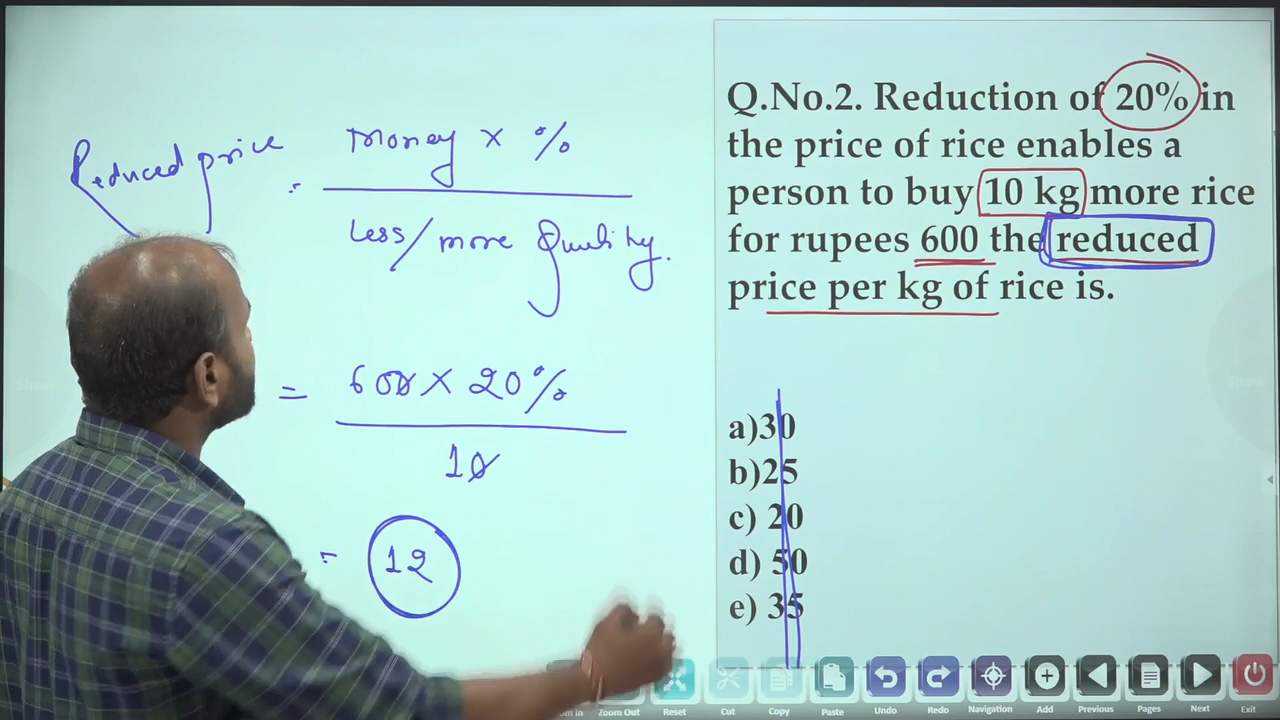 Reduced price = Money × %
Less/more Quality.
= 600 × 20%
10
= 12
Q.No.2. Reduction of 20% in
the price of rice enables a
person to buy 10 kg more rice
for rupees 600 the reduced
price per kg of rice is.
a)30
b)25
c) 20
d) 50
e) 35
Zoom Out
Reset
Cut
Copy
Paste
Undo
Redo
Navigation
Add
Previous
Pages
Next
Exit